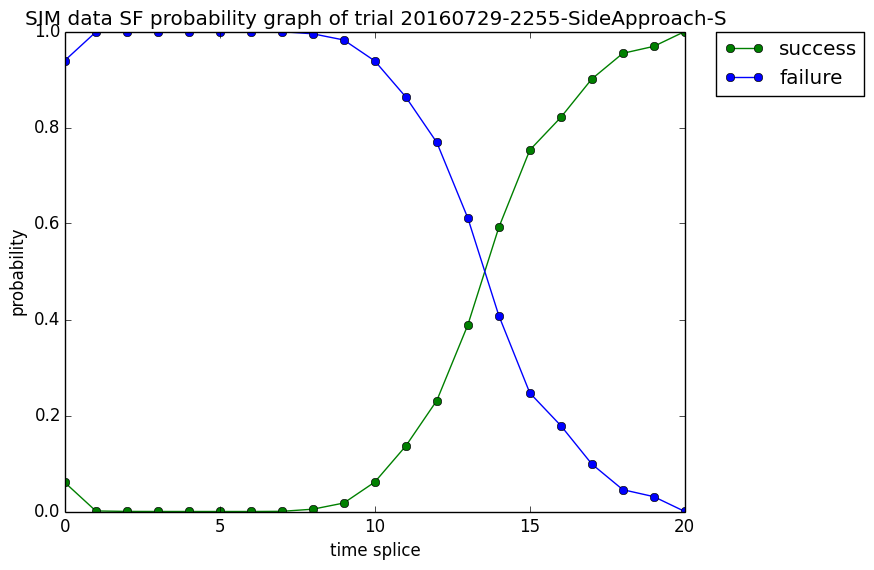 SIM data SF probability graph of trial 20160729-2255-SideApproach-S
success
failure
probability
1.0
0.8
0.6
0.4
0.2
0.0
0 5 10 15 20
time splice